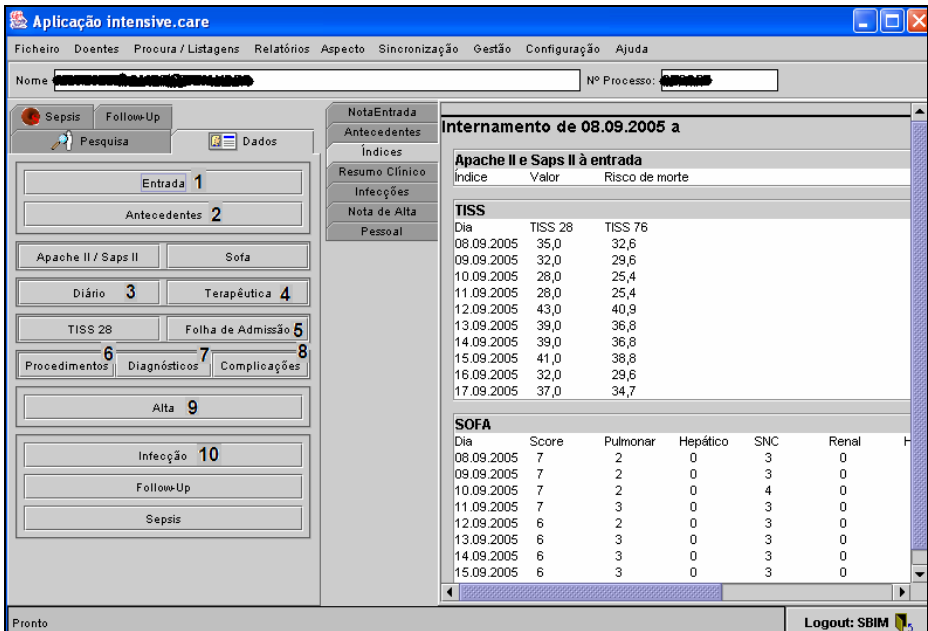 Aplicação intensive.care
Ficheiro Doentes Procura / Listagens Relatórios Aspecto Sincronização Gestão Configuração Ajuda
Nome Nº Processo:
Sepsis Follow-Up
Pesquisa Dados
Entrada 1
Antecedentes 2
Apache II / Saps II Sofa
Diário 3 Terapêutica 4
TISS 28 Folha de Admissão 5
Procedimentos 6 Diagnósticos 7 Complicações 8
Alta 9
Infecção 10
Follow-Up
Sepsis
NotaEntrada
Antecedentes
Índices
Resumo Clínico
Infecções
Nota de Alta
Pessoal
Internamento de 08.09.2005 a
Apache II e Saps II à entrada
Índice Valor Risco de morte
TISS
Dia TISS 28 TISS 76
08.09.2005 35,0 32,6
09.09.2005 32,0 29,6
10.09.2005 28,0 25,4
11.09.2005 28,0 25,4
12.09.2005 43,0 40,9
13.09.2005 39,0 36,8
14.09.2005 39,0 36,8
15.09.2005 41,0 38,8
16.09.2005 32,0 29,6
17.09.2005 37,0 34,7
SOFA
Dia Score Pulmonar Hepático SNC Renal H
08.09.2005 7 2 0 3 0
09.09.2005 7 2 0 3 0
10.09.2005 7 2 0 4 0
11.09.2005 7 3 0 3 0
12.09.2005 6 2 0 3 0
13.09.2005 6 3 0 3 0
14.09.2005 6 3 0 3 0
15.09.2005 6 3 0 3 0
Pronto Logout: SBIM